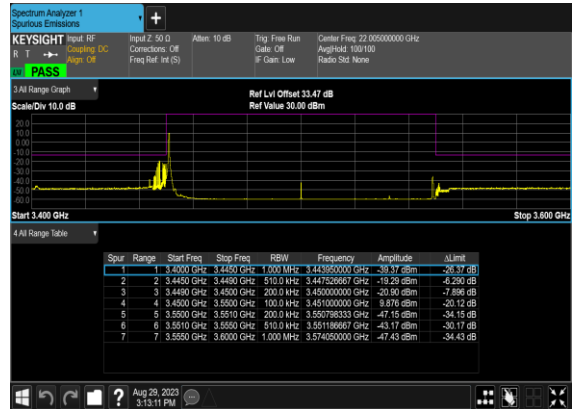 Spectrum Analyzer 1
Spurious Emissions
KEYSIGHT Input: RF Input Z: 50 Ω Atten: 10 dB Trig: Free Run Center Freq: 22.005000000 GHz
R T Coupling: DC Corrections: Off Gate: Off Avg|Hold: 100/100
Align: Off Freq Ref: Int (S) IF Gain: Low Radio Std: None
PASS
3 All Range Graph
Ref Lvl Offset 33.47 dB
Scale/Div 10.0 dB Ref Value 30.00 dBm
20.0
10.0
0.00
-10.0
-20.0
-30.0
-40.0
-50.0
-60.0
Start 3.400 GHz Stop 3.600 GHz
4 All Range Table
Spur Range Start Freq Stop Freq RBW Frequency Amplitude ΔLimit
1 1 3.4000 GHz 3.4450 GHz 1.000 MHz 3.443950000 GHz -39.37 dBm -26.37 dB
2 2 3.4450 GHz 3.4490 GHz 510.0 kHz 3.447526667 GHz -19.29 dBm -6.290 dB
3 3 3.4490 GHz 3.4500 GHz 200.0 kHz 3.450000000 GHz -20.90 dBm -7.896 dB
4 4 3.4500 GHz 3.5500 GHz 100.0 kHz 3.451000000 GHz 9.876 dBm -20.12 dB
5 5 3.5500 GHz 3.5510 GHz 200.0 kHz 3.550798333 GHz -47.15 dBm -34.15 dB
6 6 3.5510 GHz 3.5550 GHz 510.0 kHz 3.551186667 GHz -43.17 dBm -30.17 dB
7 7 3.5550 GHz 3.6000 GHz 1.000 MHz 3.574050000 GHz -47.43 dBm -34.43 dB
? Aug 29, 2023
3:13:11 PM